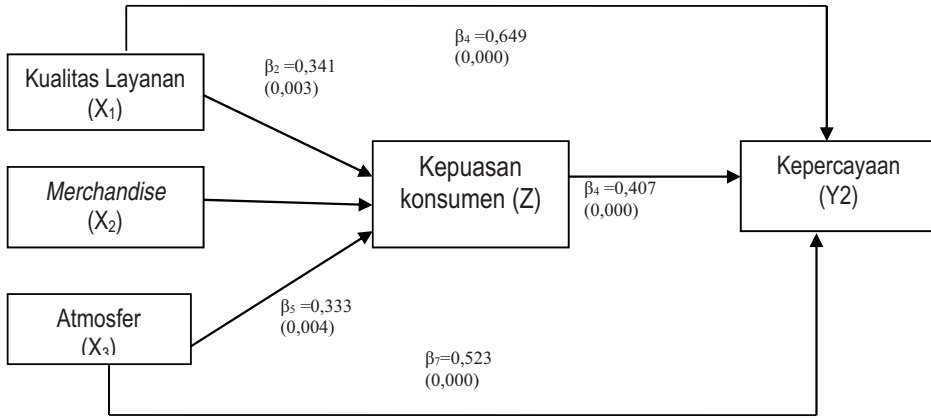 β₄ =0,649
(0,000)
β₂ =0,341
(0,003)
Kualitas Layanan
(X₁)
Merchandise
(X₂)
Kepuasan
konsumen (Z)
β₄ =0,407
(0,000)
Kepercayaan
(Y2)
Atmosfer
(X₃)
β₅ =0,333
(0,004)
β₇=0,523
(0,000)